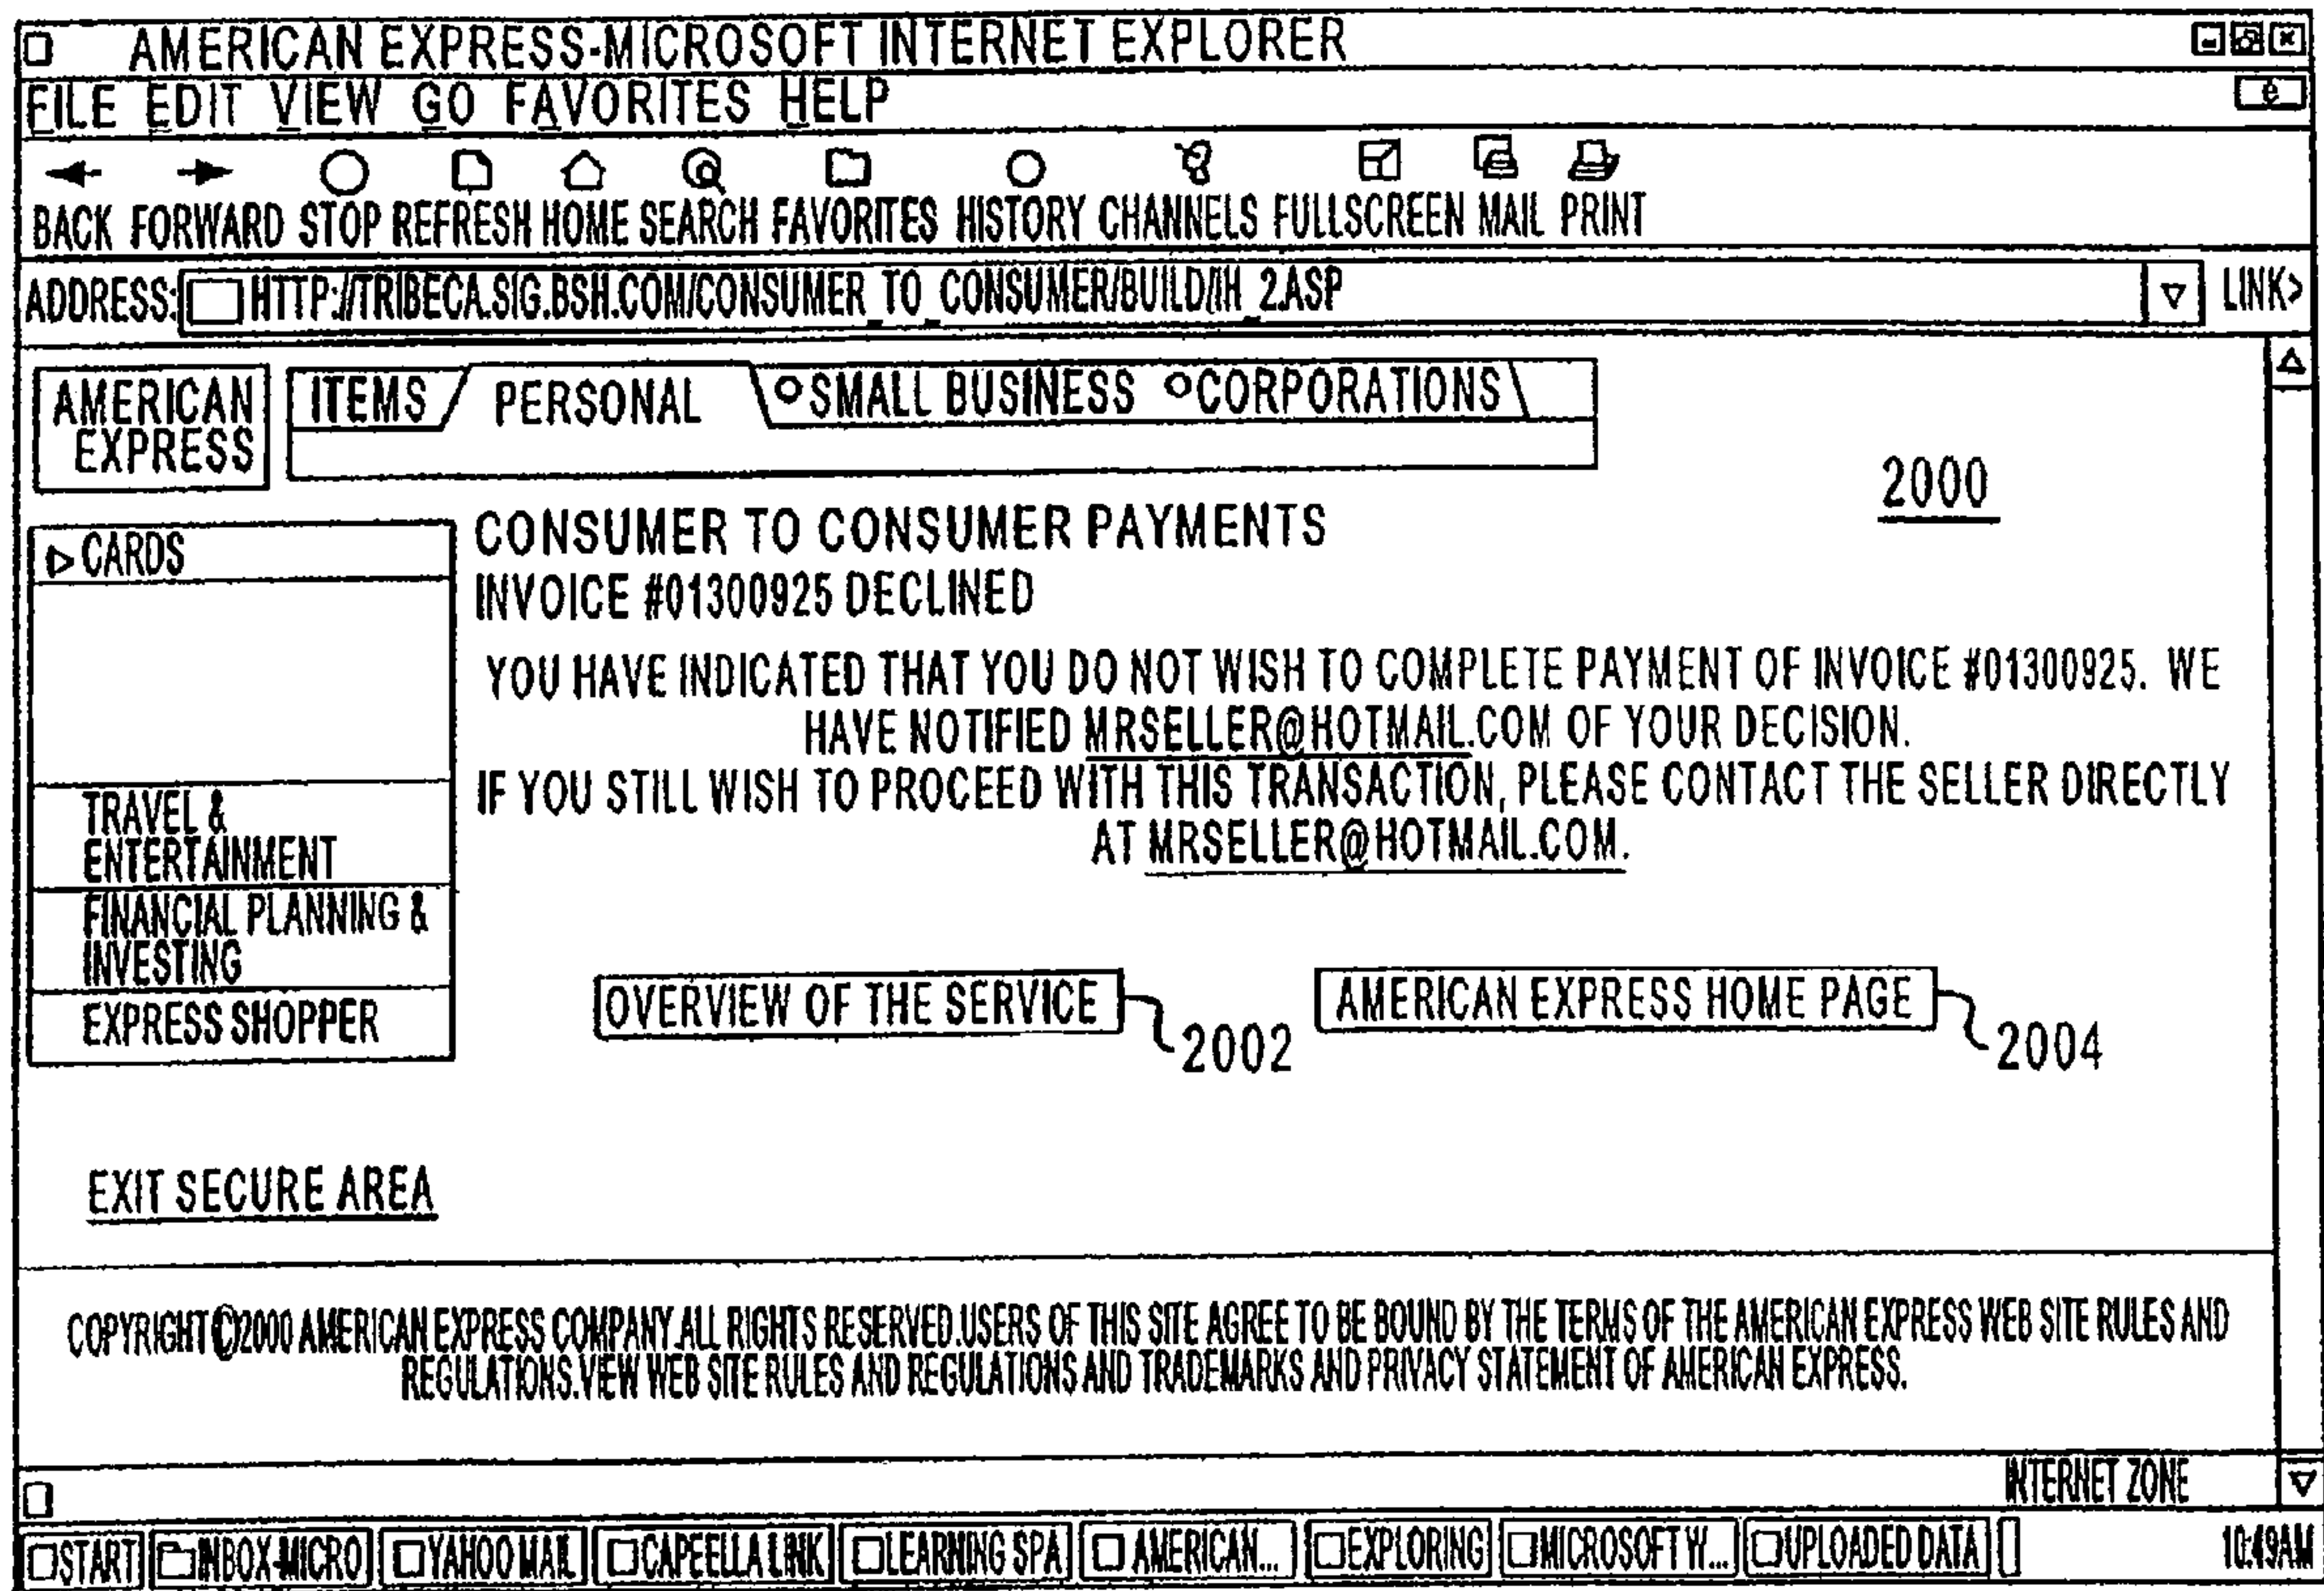 AMERICAN EXPRESS-MICROSOFT INTERNET EXPLORER
FILE EDIT VIEW GO FAVORITES HELP
e
BACK FORWARD STOP REFRESH HOME SEARCH FAVORITES HISTORY CHANNELS FULLSCREEN MAIL PRINT
ADDRESS: HTTP://TRIBECA.SIG.BSH.COM/CONSUMER_TO_CONSUMER/BUILD/IH_2.ASP LINK>
AMERICAN
EXPRESS
ITEMS PERSONAL SMALL BUSINESS CORPORATIONS
2000
CARDS
TRAVEL &
ENTERTAINMENT
FINANCIAL PLANNING &
INVESTING
EXPRESS SHOPPER
CONSUMER TO CONSUMER PAYMENTS
INVOICE #01300925 DECLINED
YOU HAVE INDICATED THAT YOU DO NOT WISH TO COMPLETE PAYMENT OF INVOICE #01300925. WE
HAVE NOTIFIED MRSELLER@HOTMAIL.COM OF YOUR DECISION.
IF YOU STILL WISH TO PROCEED WITH THIS TRANSACTION, PLEASE CONTACT THE SELLER DIRECTLY
AT MRSELLER@HOTMAIL.COM.
OVERVIEW OF THE SERVICE 2002 AMERICAN EXPRESS HOME PAGE 2004
EXIT SECURE AREA
COPYRIGHT ©2000 AMERICAN EXPRESS COMPANY.ALL RIGHTS RESERVED.USERS OF THIS SITE AGREE TO BE BOUND BY THE TERMS OF THE AMERICAN EXPRESS WEB SITE RULES AND
REGULATIONS.VIEW WEB SITE RULES AND REGULATIONS AND TRADEMARKS AND PRIVACY STATEMENT OF AMERICAN EXPRESS.
INTERNET ZONE
START INBOX-MICRO YAHOO MAIL CAPEELLA LINK LEARNING SPA AMERICAN... EXPLORING MICROSOFT W... UPLOADED DATA 10:49AM